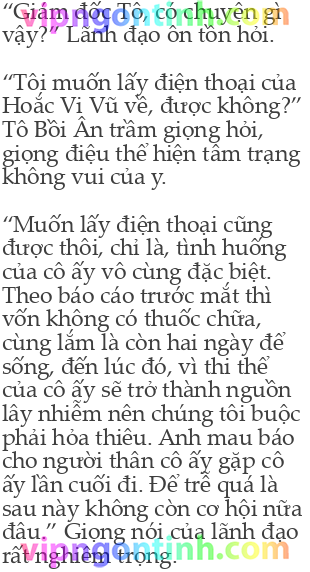 “Giám đốc Tô, có chuyện gì
vậy?” Lãnh đạo ôn tồn hỏi.
“Tôi muốn lấy điện thoại của
Hoắc Vi Vũ về, được không?”
Tô Bồi Ân trầm giọng hỏi,
giọng điệu thể hiện tâm trạng
không vui của y.
“Muốn lấy điện thoại cũng
được thôi, chỉ là, tình huống
của cô ấy vô cùng đặc biệt.
Theo báo cáo trước mắt thì
vốn không có thuốc chữa,
cùng lắm là còn hai ngày để
sống, đến lúc đó, vì thi thể
của cô ấy sẽ trở thành nguồn
lây nhiễm nên chúng tôi buộc
phải hỏa thiêu. Anh mau báo
cho người thân cô ấy gặp cô
ấy lần cuối đi. Để trễ quá là
sau này không còn cơ hội nữa
đâu.” Giọng nói của lãnh đạo
rất nghiêm trọng.
vipngontinh.com
vipngontinh.com